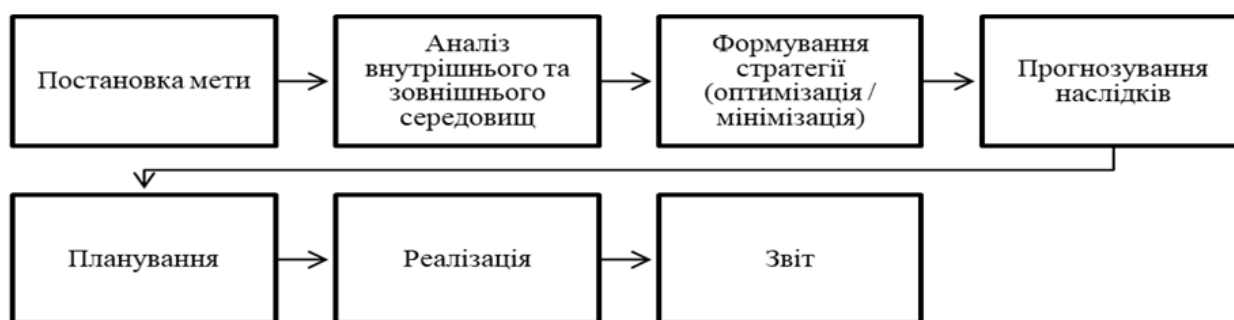 Постановка мети
Аналіз
внутрішнього та
зовнішнього
середовищ
Формування
стратегії
(оптимізація /
мінімізація)
Прогнозування
наслідків
Планування
Реалізація
Звіт